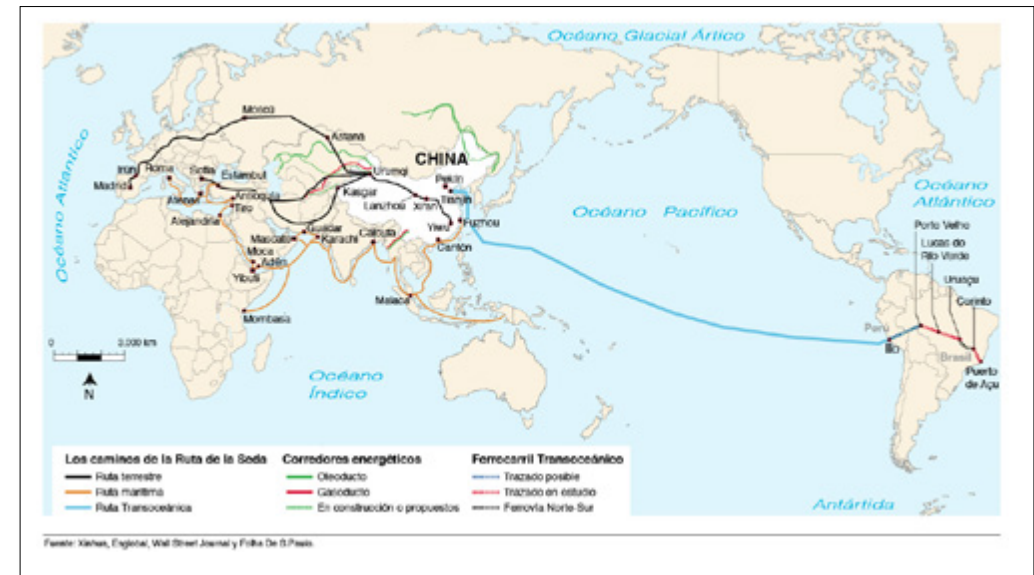 Océano Glacial Ártico
Océano Atlántico
Moscú
Astana
CHINA
Urumqi
Irún
Madrid
Roma
Sofía
Estambul
Atenas
Antioquía
Tiro
Alejandría
Kasgar
Pekín
Tianjin
Lanzhou
Xi'an
Yiwu
Fuzhou
Cantón
Guadar
Karachi
Mascate
Calcuta
Moca
Adén
Yibuti
Mombasa
Malaca
Océano Pacífico
Océano
Atlántico
Porto Velho
Lucas do
Rio Verde
Uruaçu
Corinto
Perú
Ilo
Brasil
Puerto
de Açu
0 3,000 km
N
Océano
Índico
Los caminos de la Ruta de la Seda
Ruta terrestre
Ruta marítima
Ruta Transoceánica
Corredores energéticos
Oleoducto
Gasoducto
En construcción o propuestos
Ferrocarril Transoceánico
Trazado posible
Trazado en estudio
Ferrovía Norte-Sur
Antártida
Fuente: Xinhua, Esglobal, Wall Street Journal y Folha De S.Paulo.